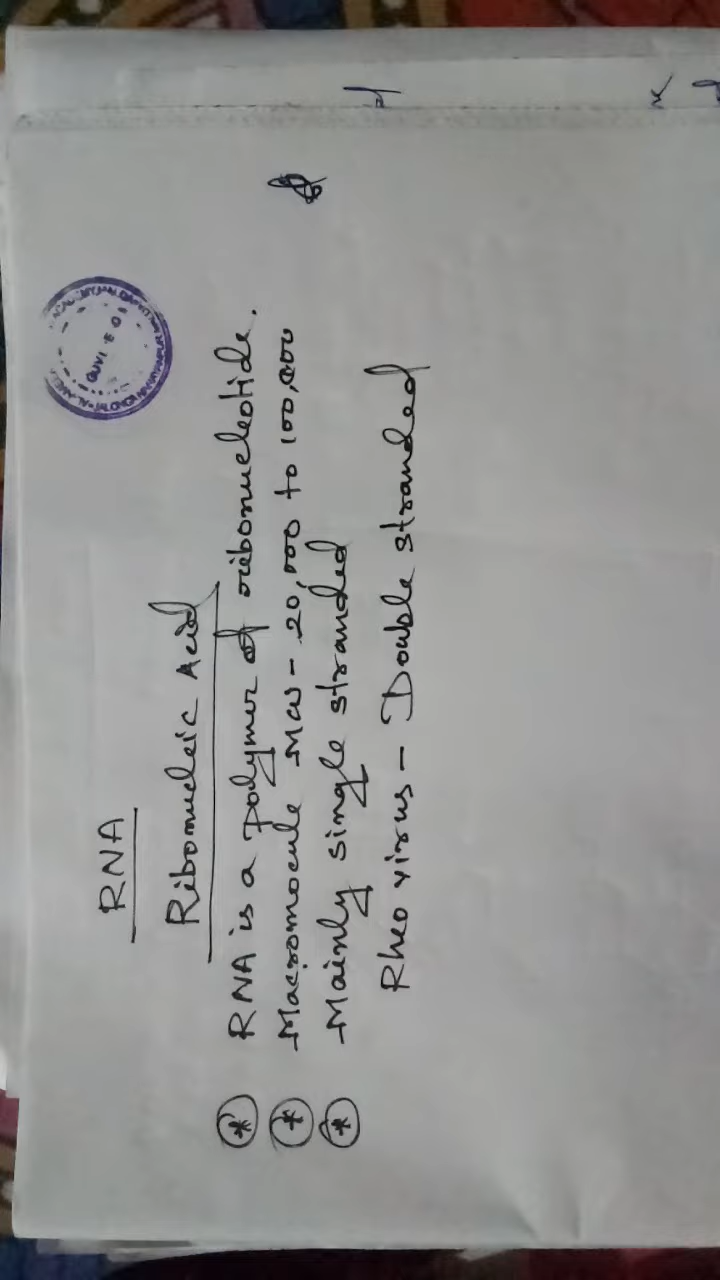 RNA
Ribonucleic Acid
RNA is a polymer of ribonucleotide.
Macromocule MW - 20,000 to 100,000
Mainly single stranded
Rheo virus - Double stranded